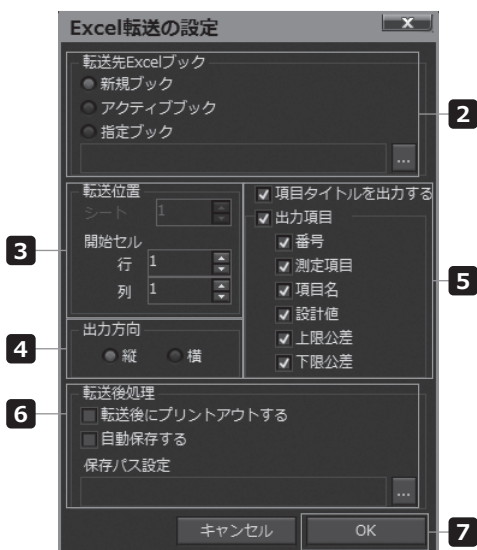 Excel転送の設定
x
転送先Excelブック
新規ブック
アクティブブック
指定ブック
...
2
転送位置
シート 1
開始セル
行 1
列 1
3
項目タイトルを出力する
出力項目
番号
測定項目
項目名
設計値
上限公差
下限公差
5
出力方向
縦 横
4
転送後処理
転送後にプリントアウトする
自動保存する
保存パス設定
...
6
キャンセル OK
7